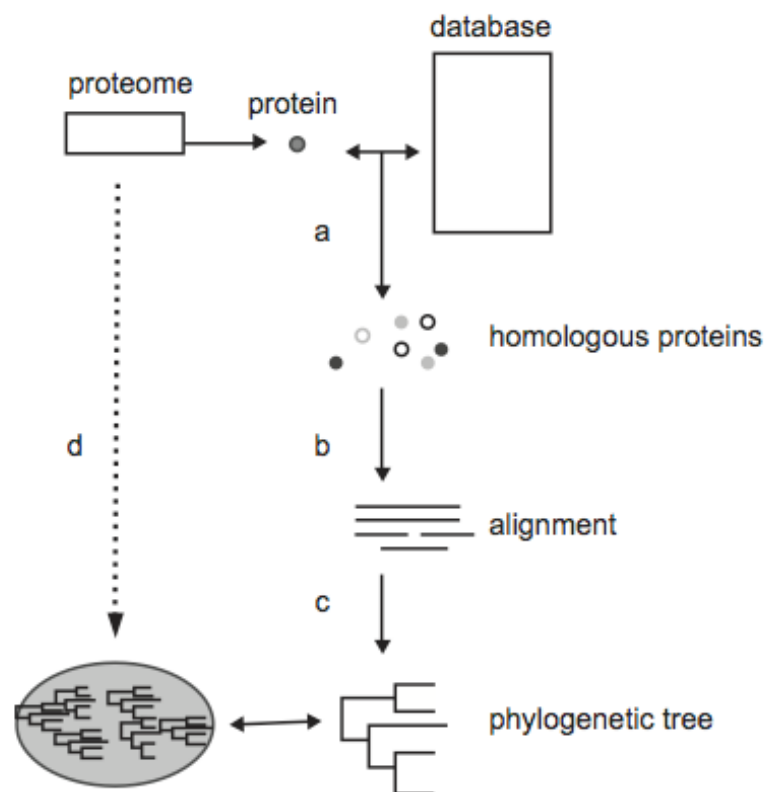 database
proteome
protein
a
homologous proteins
d
b
alignment
c
phylogenetic tree